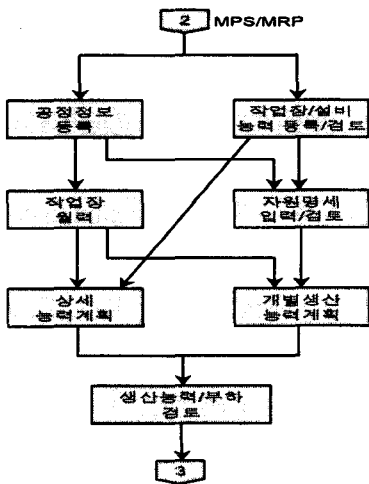 2 MPS/MRP
공정정보
등록
작업장/설비
능력 등록/검토
작업장
월력
자원명세
입력/검토
상세
능력계획
개별생산
능력계획
생산능력/부하
검토
3